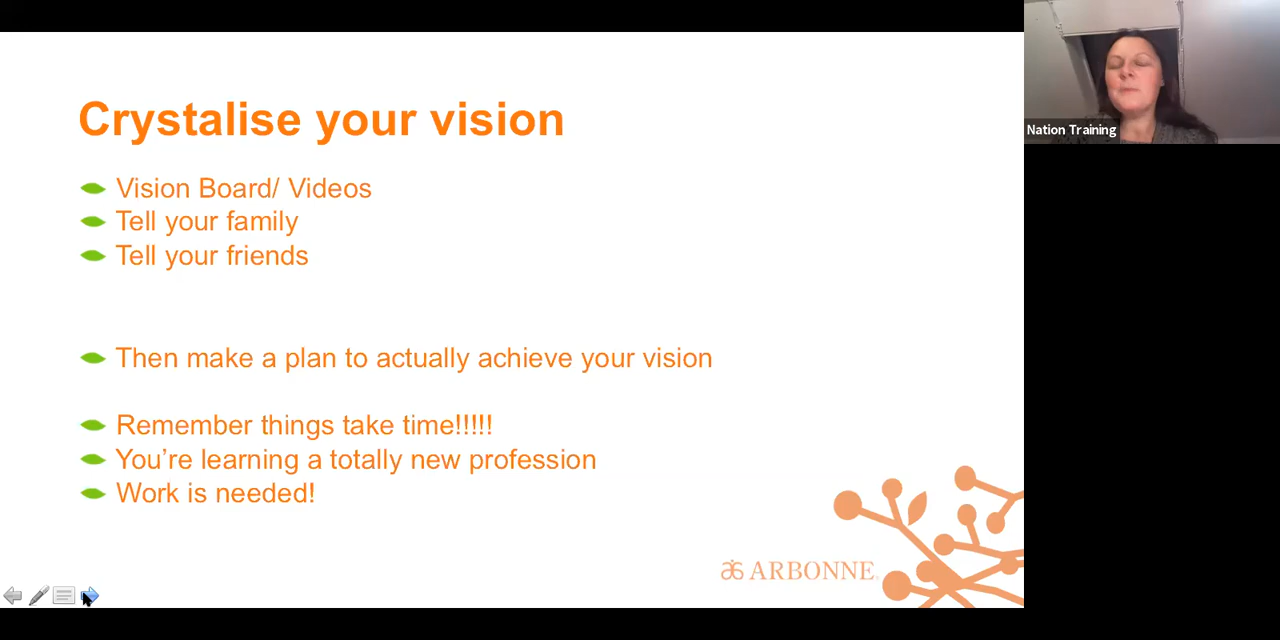 Crystalise your vision
Vision Board/ Videos
Tell your family
Tell your friends
Then make a plan to actually achieve your vision
Remember things take time!!!!!
You’re learning a totally new profession
Work is needed!
ARBONNE
Nation Training